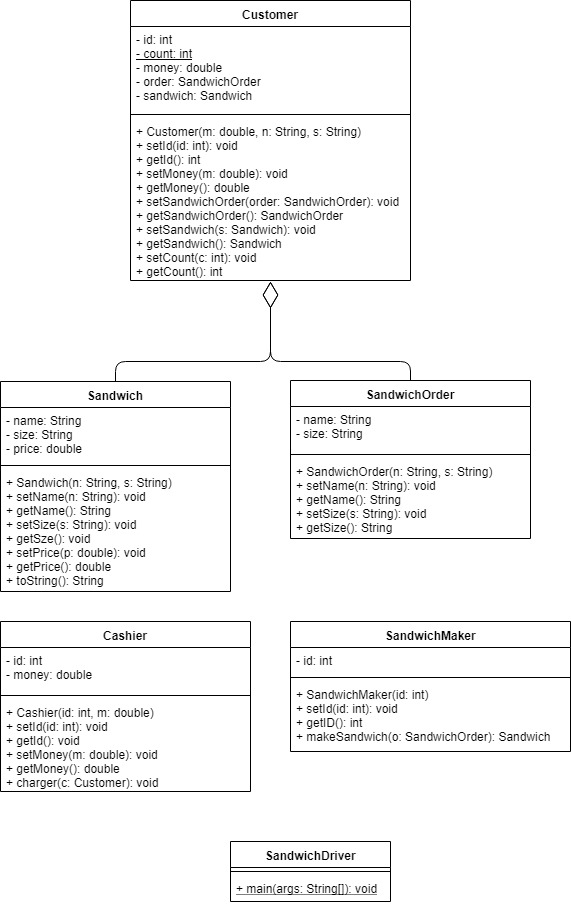 Customer
- id: int
- count: int
- money: double
- order: SandwichOrder
- sandwich: Sandwich
+ Customer(m: double, n: String, s: String)
+ setId(id: int): void
+ getId(): int
+ setMoney(m: double): void
+ getMoney(): double
+ setSandwichOrder(order: SandwichOrder): void
+ getSandwichOrder(): SandwichOrder
+ setSandwich(s: Sandwich): void
+ getSandwich(): Sandwich
+ setCount(c: int): void
+ getCount(): int
Sandwich
- name: String
- size: String
- price: double
+ Sandwich(n: String, s: String)
+ setName(n: String): void
+ getName(): String
+ setSize(s: String): void
+ getSze(): void
+ setPrice(p: double): void
+ getPrice(): double
+ toString(): String
SandwichOrder
- name: String
- size: String
+ SandwichOrder(n: String, s: String)
+ setName(n: String): void
+ getName(): String
+ setSize(s: String): void
+ getSize(): String
Cashier
- id: int
- money: double
+ Cashier(id: int, m: double)
+ setId(id: int): void
+ getId(): void
+ setMoney(m: double): void
+ getMoney(): double
+ charger(c: Customer): void
SandwichMaker
- id: int
+ SandwichMaker(id: int)
+ setId(id: int): void
+ getID(): int
+ makeSandwich(o: SandwichOrder): Sandwich
SandwichDriver
+ main(args: String[]): void